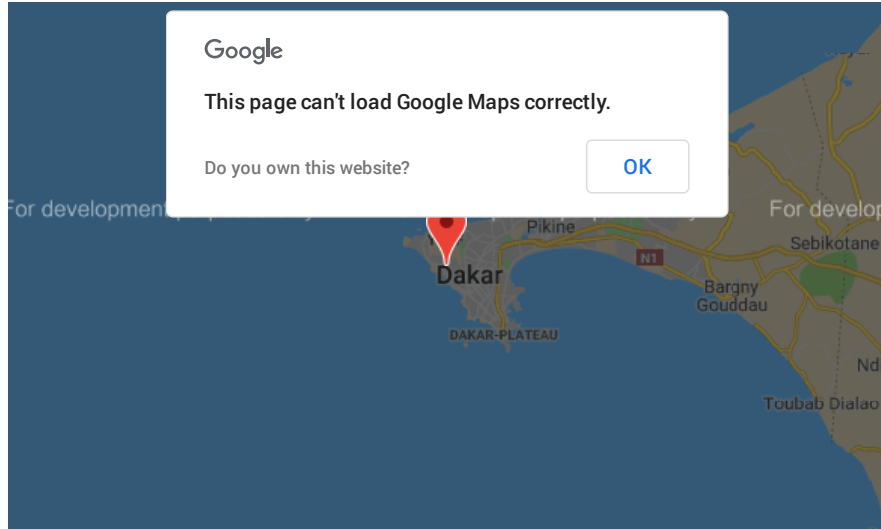 Google
This page can't load Google Maps correctly.
Do you own this website?
OK
For development
For develop
Pikine
Sebikotane
N1
Dakar
Bargny
Gouddau
DAKAR-PLATEAU
Nd
Toubab Dialao